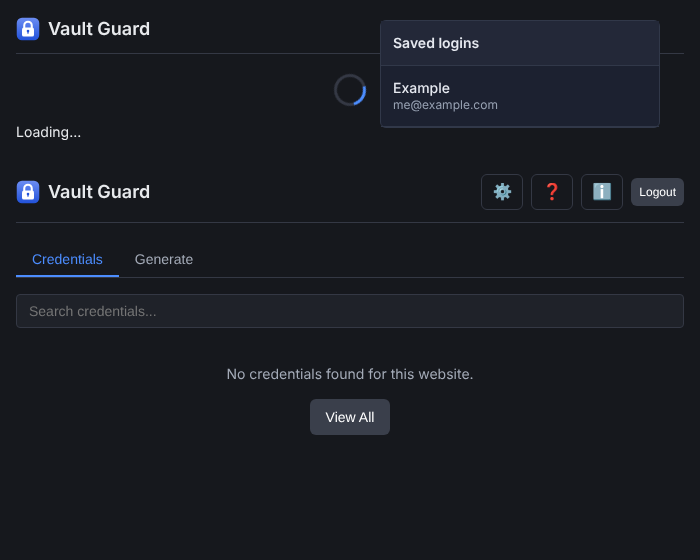 Vault Guard
Saved logins
Example
me@example.com
Loading...
Vault Guard
Logout
Credentials Generate
Search credentials...
No credentials found for this website.
View All